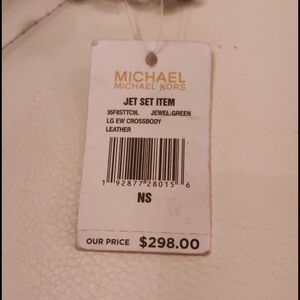 MICHAEL
MICHAEL KORS
JET SET ITEM
35F8STTC9L JEWEL.GREEN
LG EW CROSSBODY
LEATHER
1 92877 28015 6
NS
OUR PRICE $298.00